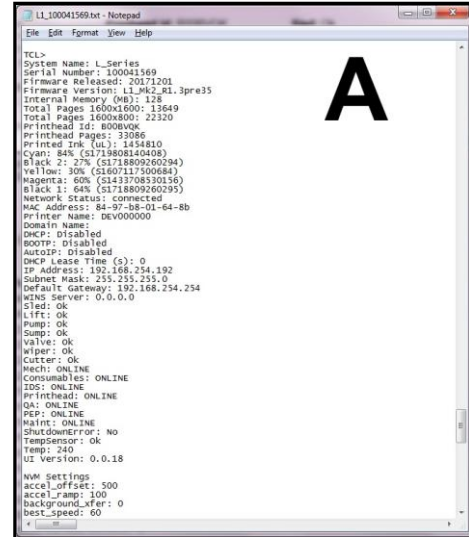 L1_100041569.txt - Notepad
File Edit Format View Help
A
TCL>
System Name: L_Series
Serial Number: 100041569
Firmware Released: 20171201
Firmware Version: L1_Mk2_R1.3pre35
Internal Memory (MB): 128
Total Pages 1600x1600: 13649
Total Pages 1600x800: 22320
Printhead Id: B00BVQK
Printhead Pages: 33086
Printed Ink (uL): 1454810
Cyan: 84% (S1719808140408)
Black 2: 27% (S1718809260294)
Yellow: 30% (S1607117500684)
Magenta: 60% (S1433708530156)
Black 1: 64% (S1718809260295)
Network Status: connected
MAC Address: 84-97-b8-01-64-8b
Printer Name: DEV000000
Domain Name:
DHCP: Disabled
BOOTP: Disabled
AutoIP: Disabled
DHCP Lease Time (s): 0
IP Address: 192.168.254.192
Subnet Mask: 255.255.255.0
Default Gateway: 192.168.254.254
WINS Server: 0.0.0.0
Sled: Ok
Lift: Ok
Pump: Ok
Sump: Ok
Valve: Ok
Wiper: Ok
Cutter: Ok
Mech: ONLINE
Consumables: ONLINE
IDS: ONLINE
Printhead: ONLINE
QA: ONLINE
PEP: ONLINE
Maint: ONLINE
ShutdownError: No
TempSensor: Ok
Temp: 240
UI Version: 0.0.18
NVM Settings
accel_offset: 500
accel_ramp: 100
background_xfer: 0
best_speed: 60